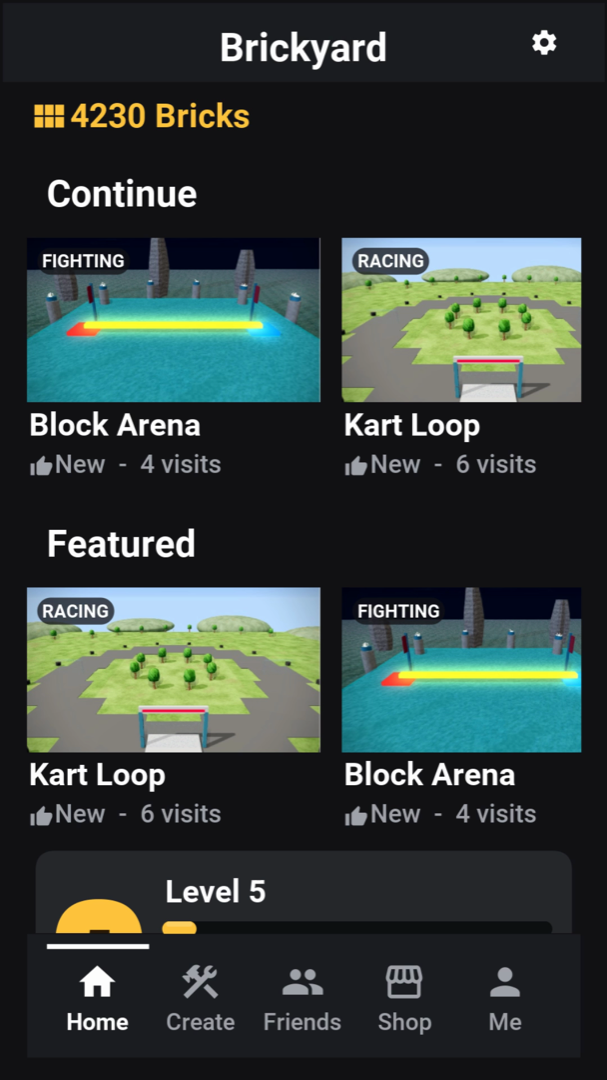 Brickyard
4230 Bricks
Continue
FIGHTING
RACING
Block Arena
Kart Loop
New - 4 visits
New - 6 visits
Featured
RACING
FIGHTING
Kart Loop
Block Arena
New - 6 visits
New - 4 visits
Level 5
Home
Create
Friends
Shop
Me